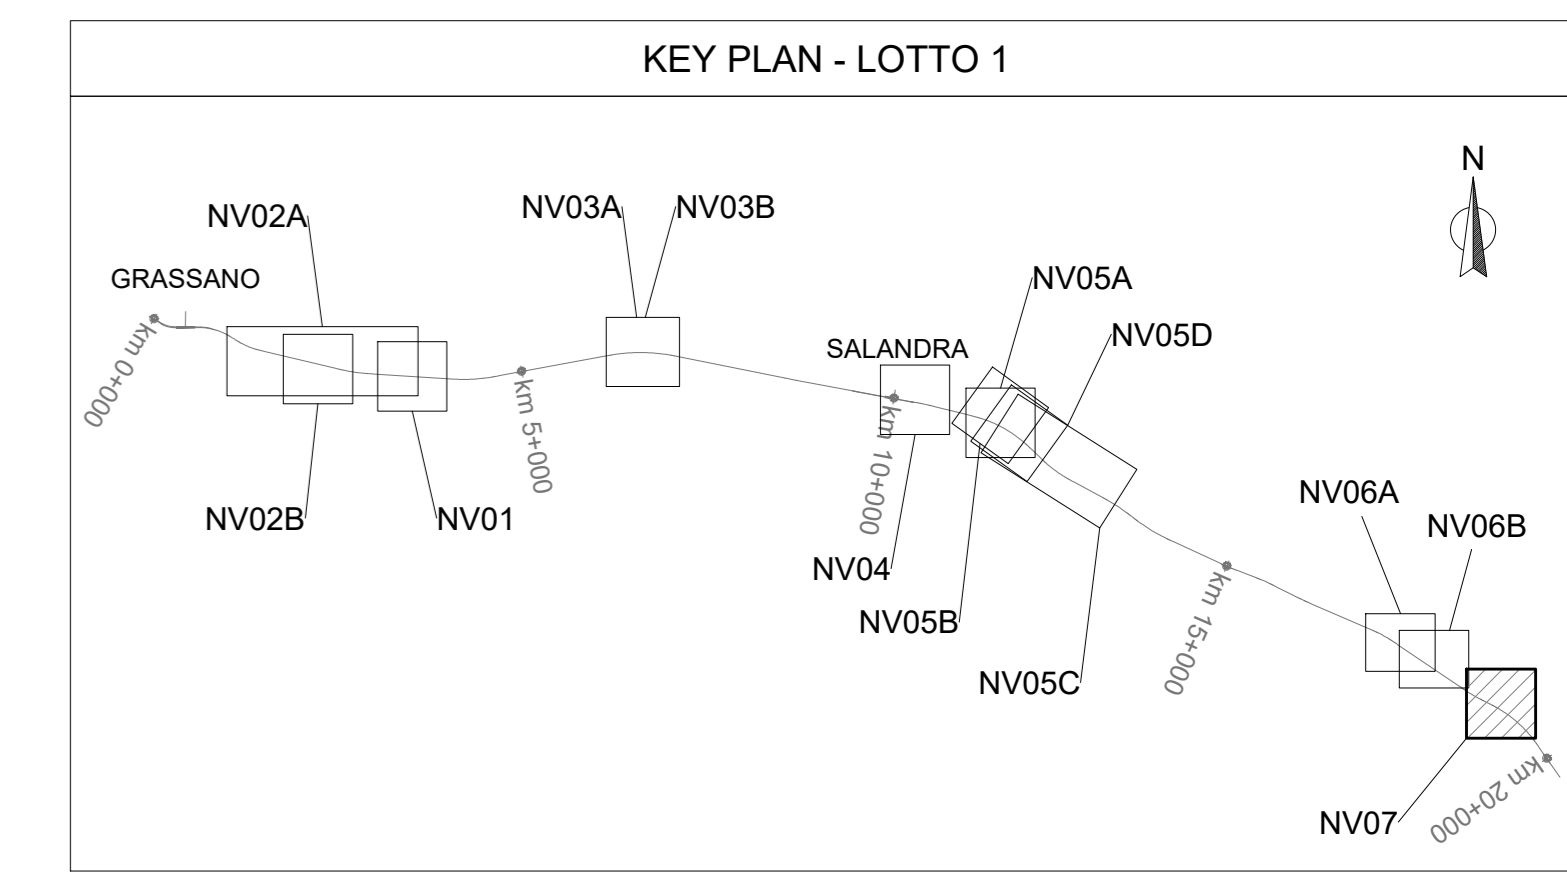 KEY PLAN - LOTTO 1
N
NV02A
NV03A
NV03B
GRASSANO
NV05A
NV05D
SALANDRA
km 0+000
km 5+000
km 10+000
NV02B
NV01
NV06A
NV06B
NV04
NV05B
km 15+000
NV05C
km 20+000
NV07